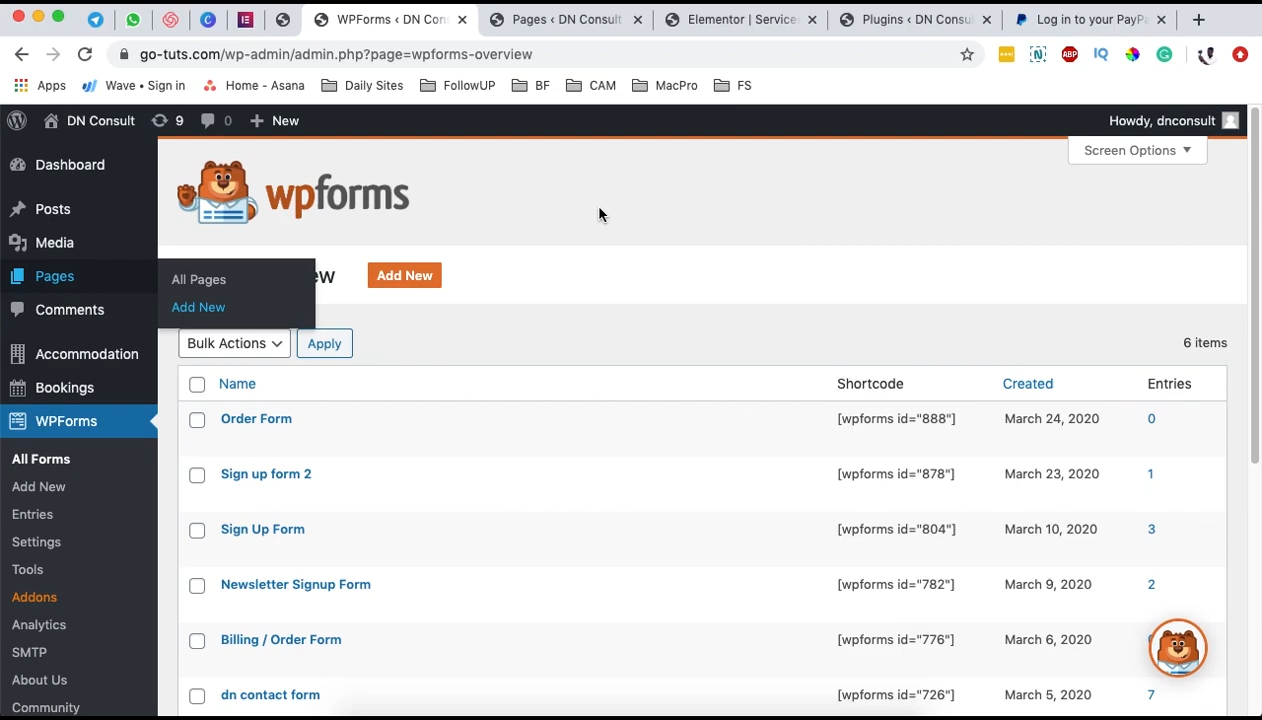 WPForms < DN Con
Pages < DN Consult
Elementor | Service
Plugins < DN Consul
Log in to your PayPa
go-tuts.com/wp-admin/admin.php?page=wpforms-overview
ABP
IQ
Apps
Wave • Sign in
Home - Asana
Daily Sites
FollowUP
BF
CAM
MacPro
FS
DN Consult
9
0
New
Howdy, dnconsult
Screen Options
Dashboard
Posts
Media
Pages
Comments
Accommodation
Bookings
WPForms
All Forms
Add New
Entries
Settings
Tools
Addons
Analytics
SMTP
About Us
Community
All Pages
Add New
wpforms
ew
Add New
Bulk Actions
Apply
6 items
Name Shortcode Created Entries
Order Form [wpforms id="888"] March 24, 2020 0
Sign up form 2 [wpforms id="878"] March 23, 2020 1
Sign Up Form [wpforms id="804"] March 10, 2020 3
Newsletter Signup Form [wpforms id="782"] March 9, 2020 2
Billing / Order Form [wpforms id="776"] March 6, 2020
dn contact form [wpforms id="726"] March 5, 2020 7